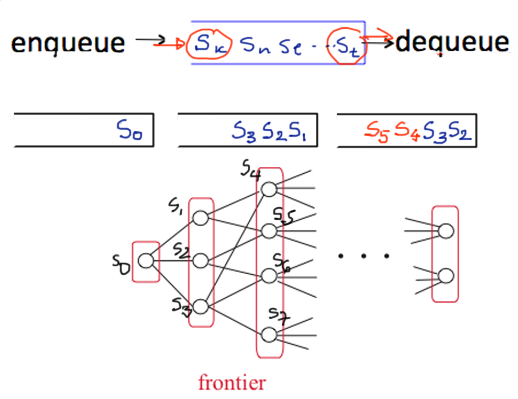 enqueue → Sk Sn Se ... St → dequeue
S0 S3 S2 S1 S5 S4 S3 S2
S4
S1 S5
S0 S2 S6 . . .
S3 S7
frontier